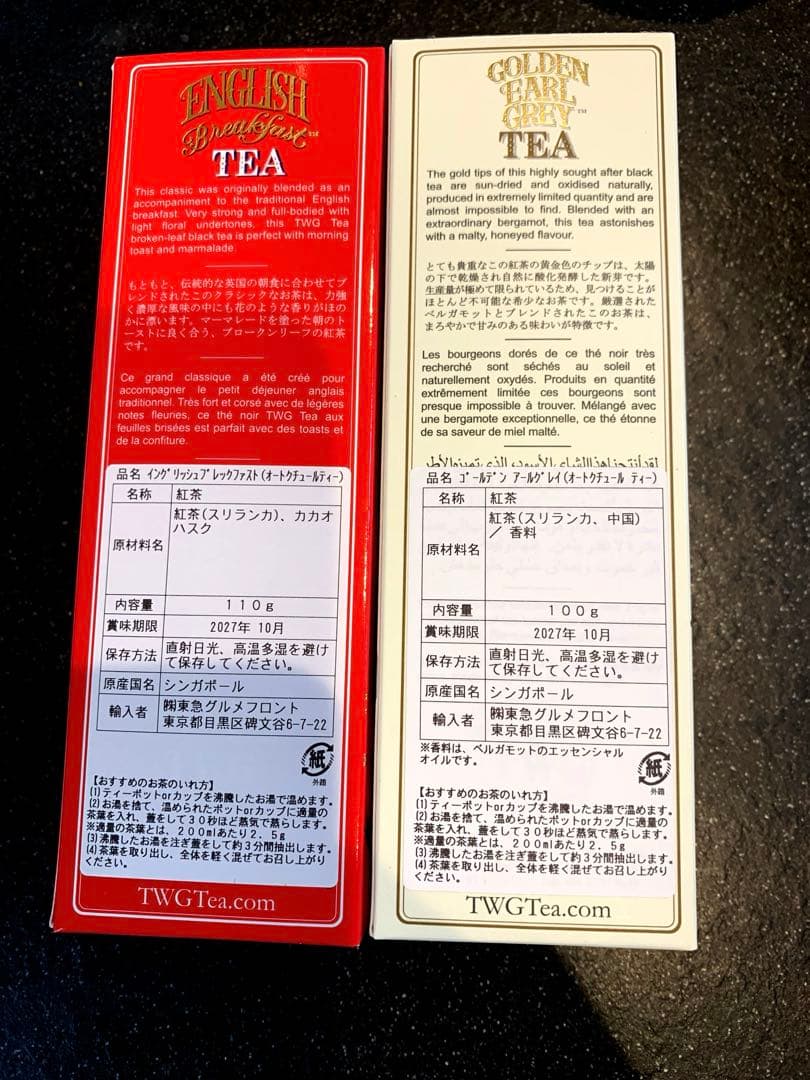 ENGLISH
Breakfast™
TEA
This classic was originally blended as an
accompaniment to the traditional English
breakfast. Very strong and full-bodied with
light floral undertones, this TWG Tea
broken-leaf black tea is perfect with morning
toast and marmalade.
もともと、伝統的な英国の朝食に合わせてブ
レンドされたこのクラシックなお茶は、力強
く濃厚な風味の中にも花のような香りがほの
かに漂います。マーマレードを塗った朝のト
ーストに良く合う、ブロークンリーフの紅茶
です。
Ce grand classique a été créé pour
accompagner le petit déjeuner anglais
traditionnel. Très fort et corsé avec de légères
notes fleuries, ce thé noir TWG Tea aux
feuilles brisées est parfait avec des toasts et
de la confiture.
品名 イングリッシュブレックファスト(オートクチュールティー)
名称 紅茶
原材料名 紅茶(スリランカ)、カカオ
ハスク
内容量 110g
賞味期限 2027年 10月
保存方法 直射日光、高温多湿を避け
て保存してください。
原産国名 シンガポール
輸入者 ㈱東急グルメフロント
東京都目黒区碑文谷6-7-22
紙
外箱
【おすすめのお茶のいれ方】
(1)ティーポットorカップを沸騰したお湯で温めます。
(2)お湯を捨て、温められたポットorカップに適量の
茶葉を入れ、蓋をして30秒ほど蒸気で蒸らします。
※適量の茶葉とは、200mlあたり2.5g
(3)沸騰したお湯を注ぎ蓋をして約3分間抽出します。
(4)茶葉を取り出し、全体を軽く混ぜてお召し上がり
ください。
TWGTea.com
GOLDEN
EARL
GREY™
TEA
The gold tips of this highly sought after black
tea are sun-dried and oxidised naturally,
produced in extremely limited quantity and are
almost impossible to find. Blended with an
extraordinary bergamot, this tea astonishes
with a malty, honeyed flavour.
とても貴重なこの紅茶の黄金色のチップは、太陽
の下で乾燥され自然に酸化発酵した新芽です。
生産量が極めて限られているため、見つけることが
ほとんど不可能な希少なお茶です。厳選された
ベルガモットとブレンドされたこのお茶は、
まろやかで甘みのある味わいが特徴です。
Les bourgeons dorés de ce thé noir très
recherché sont séchés au soleil et
naturellement oxydés. Produits en quantité
extrêmement limitée ces bourgeons sont
presque impossible à trouver. Mélangé avec
une bergamote exceptionnelle, ce thé étonne
de sa saveur de miel malté.
品名 ゴールデン アールグレイ(オートクチュール ティー)
名称 紅茶
原材料名 紅茶(スリランカ、中国)
/ 香料
内容量 100g
賞味期限 2027年 10月
保存方法 直射日光、高温多湿を避け
て保存してください。
原産国名 シンガポール
輸入者 ㈱東急グルメフロント
東京都目黒区碑文谷6-7-22
※香料は、ベルガモットのエッセンシャル
オイルです。
紙
外箱
【おすすめのお茶のいれ方】
(1)ティーポットorカップを沸騰したお湯で温めます。
(2)お湯を捨て、温められたポットorカップに適量の
茶葉を入れ、蓋をして30秒ほど蒸気で蒸らします。
※適量の茶葉とは、200mlあたり2.5g
(3)沸騰したお湯を注ぎ蓋をして約3分間抽出します。
(4)茶葉を取り出し、全体を軽く混ぜてお召し上がり
ください。
TWGTea.com